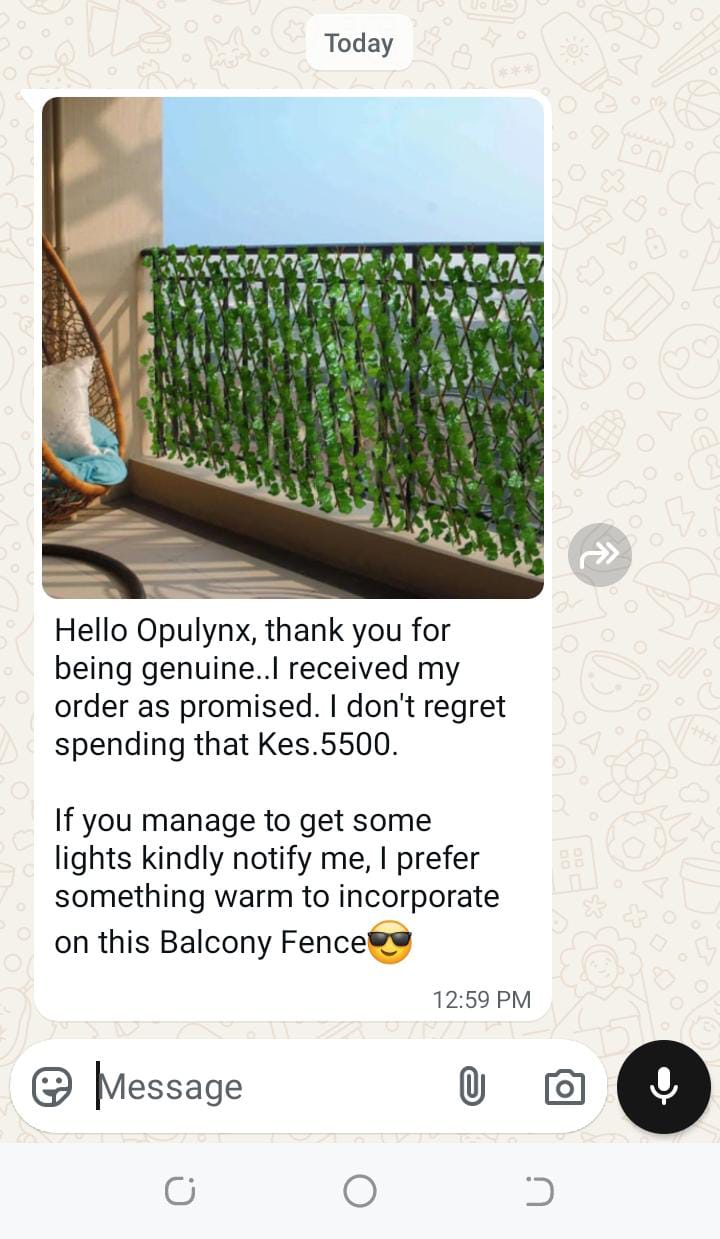 Today
Hello Opulynx, thank you for
being genuine..I received my
order as promised. I don't regret
spending that Kes.5500.
If you manage to get some
lights kindly notify me, I prefer
something warm to incorporate
on this Balcony Fence😎
12:59 PM
Message